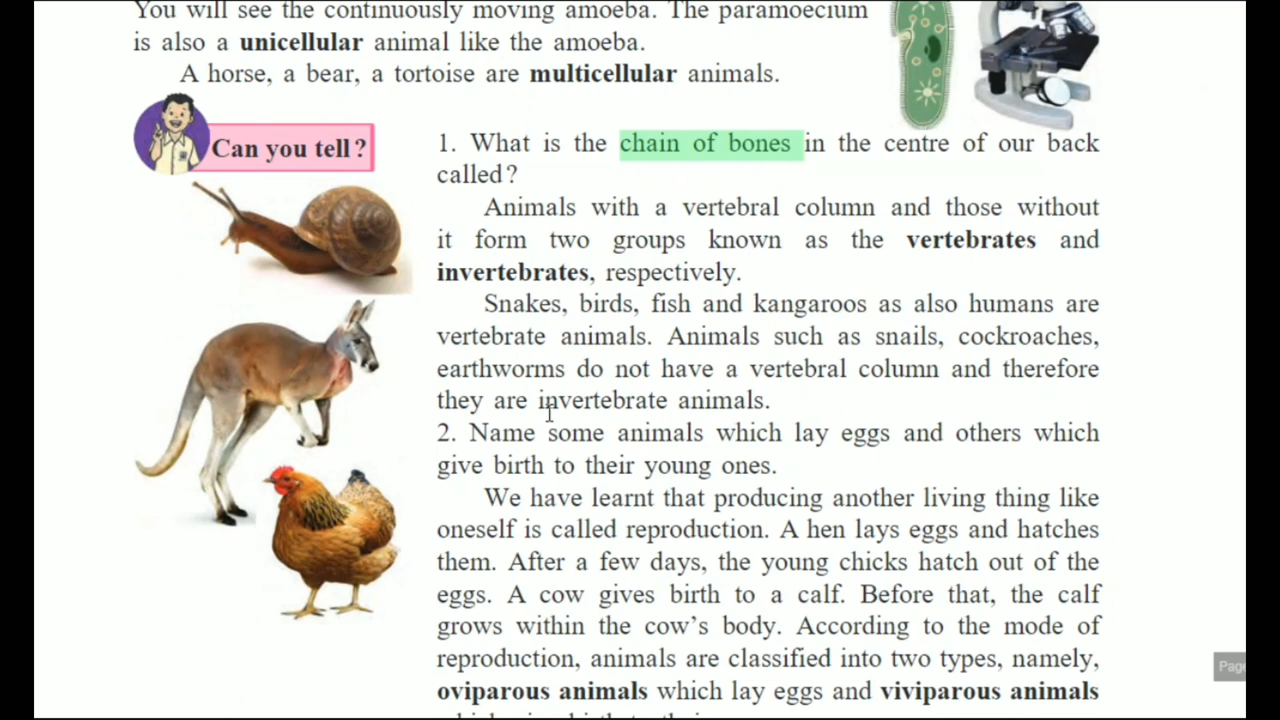 You will see the continuously moving amoeba. The paramoecium
is also a unicellular animal like the amoeba.
A horse, a bear, a tortoise are multicellular animals.
Can you tell?
1. What is the chain of bones in the centre of our back
called?
Animals with a vertebral column and those without
it form two groups known as the vertebrates and
invertebrates, respectively.
Snakes, birds, fish and kangaroos as also humans are
vertebrate animals. Animals such as snails, cockroaches,
earthworms do not have a vertebral column and therefore
they are invertebrate animals.
2. Name some animals which lay eggs and others which
give birth to their young ones.
We have learnt that producing another living thing like
oneself is called reproduction. A hen lays eggs and hatches
them. After a few days, the young chicks hatch out of the
eggs. A cow gives birth to a calf. Before that, the calf
grows within the cow's body. According to the mode of
reproduction, animals are classified into two types, namely,
oviparous animals which lay eggs and viviparous animals
Page